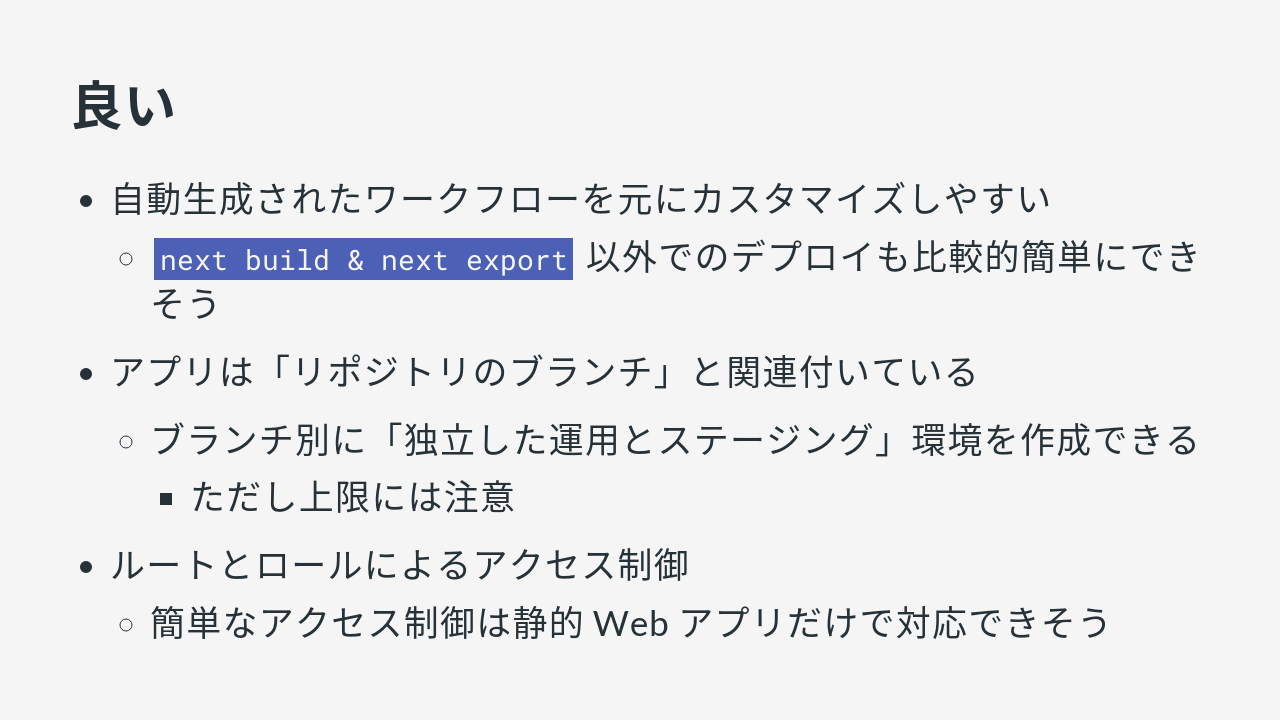 良い
自動生成されたワークフローを元にカスタマイズしやすい
next build & next export 以外でのデプロイも比較的簡単にでき
そう
アプリは「リポジトリのブランチ」と関連付いている
ブランチ別に「独立した運用とステージング」環境を作成できる
ただし上限には注意
ルートとロールによるアクセス制御
簡単なアクセス制御は静的 Web アプリだけで対応できそう